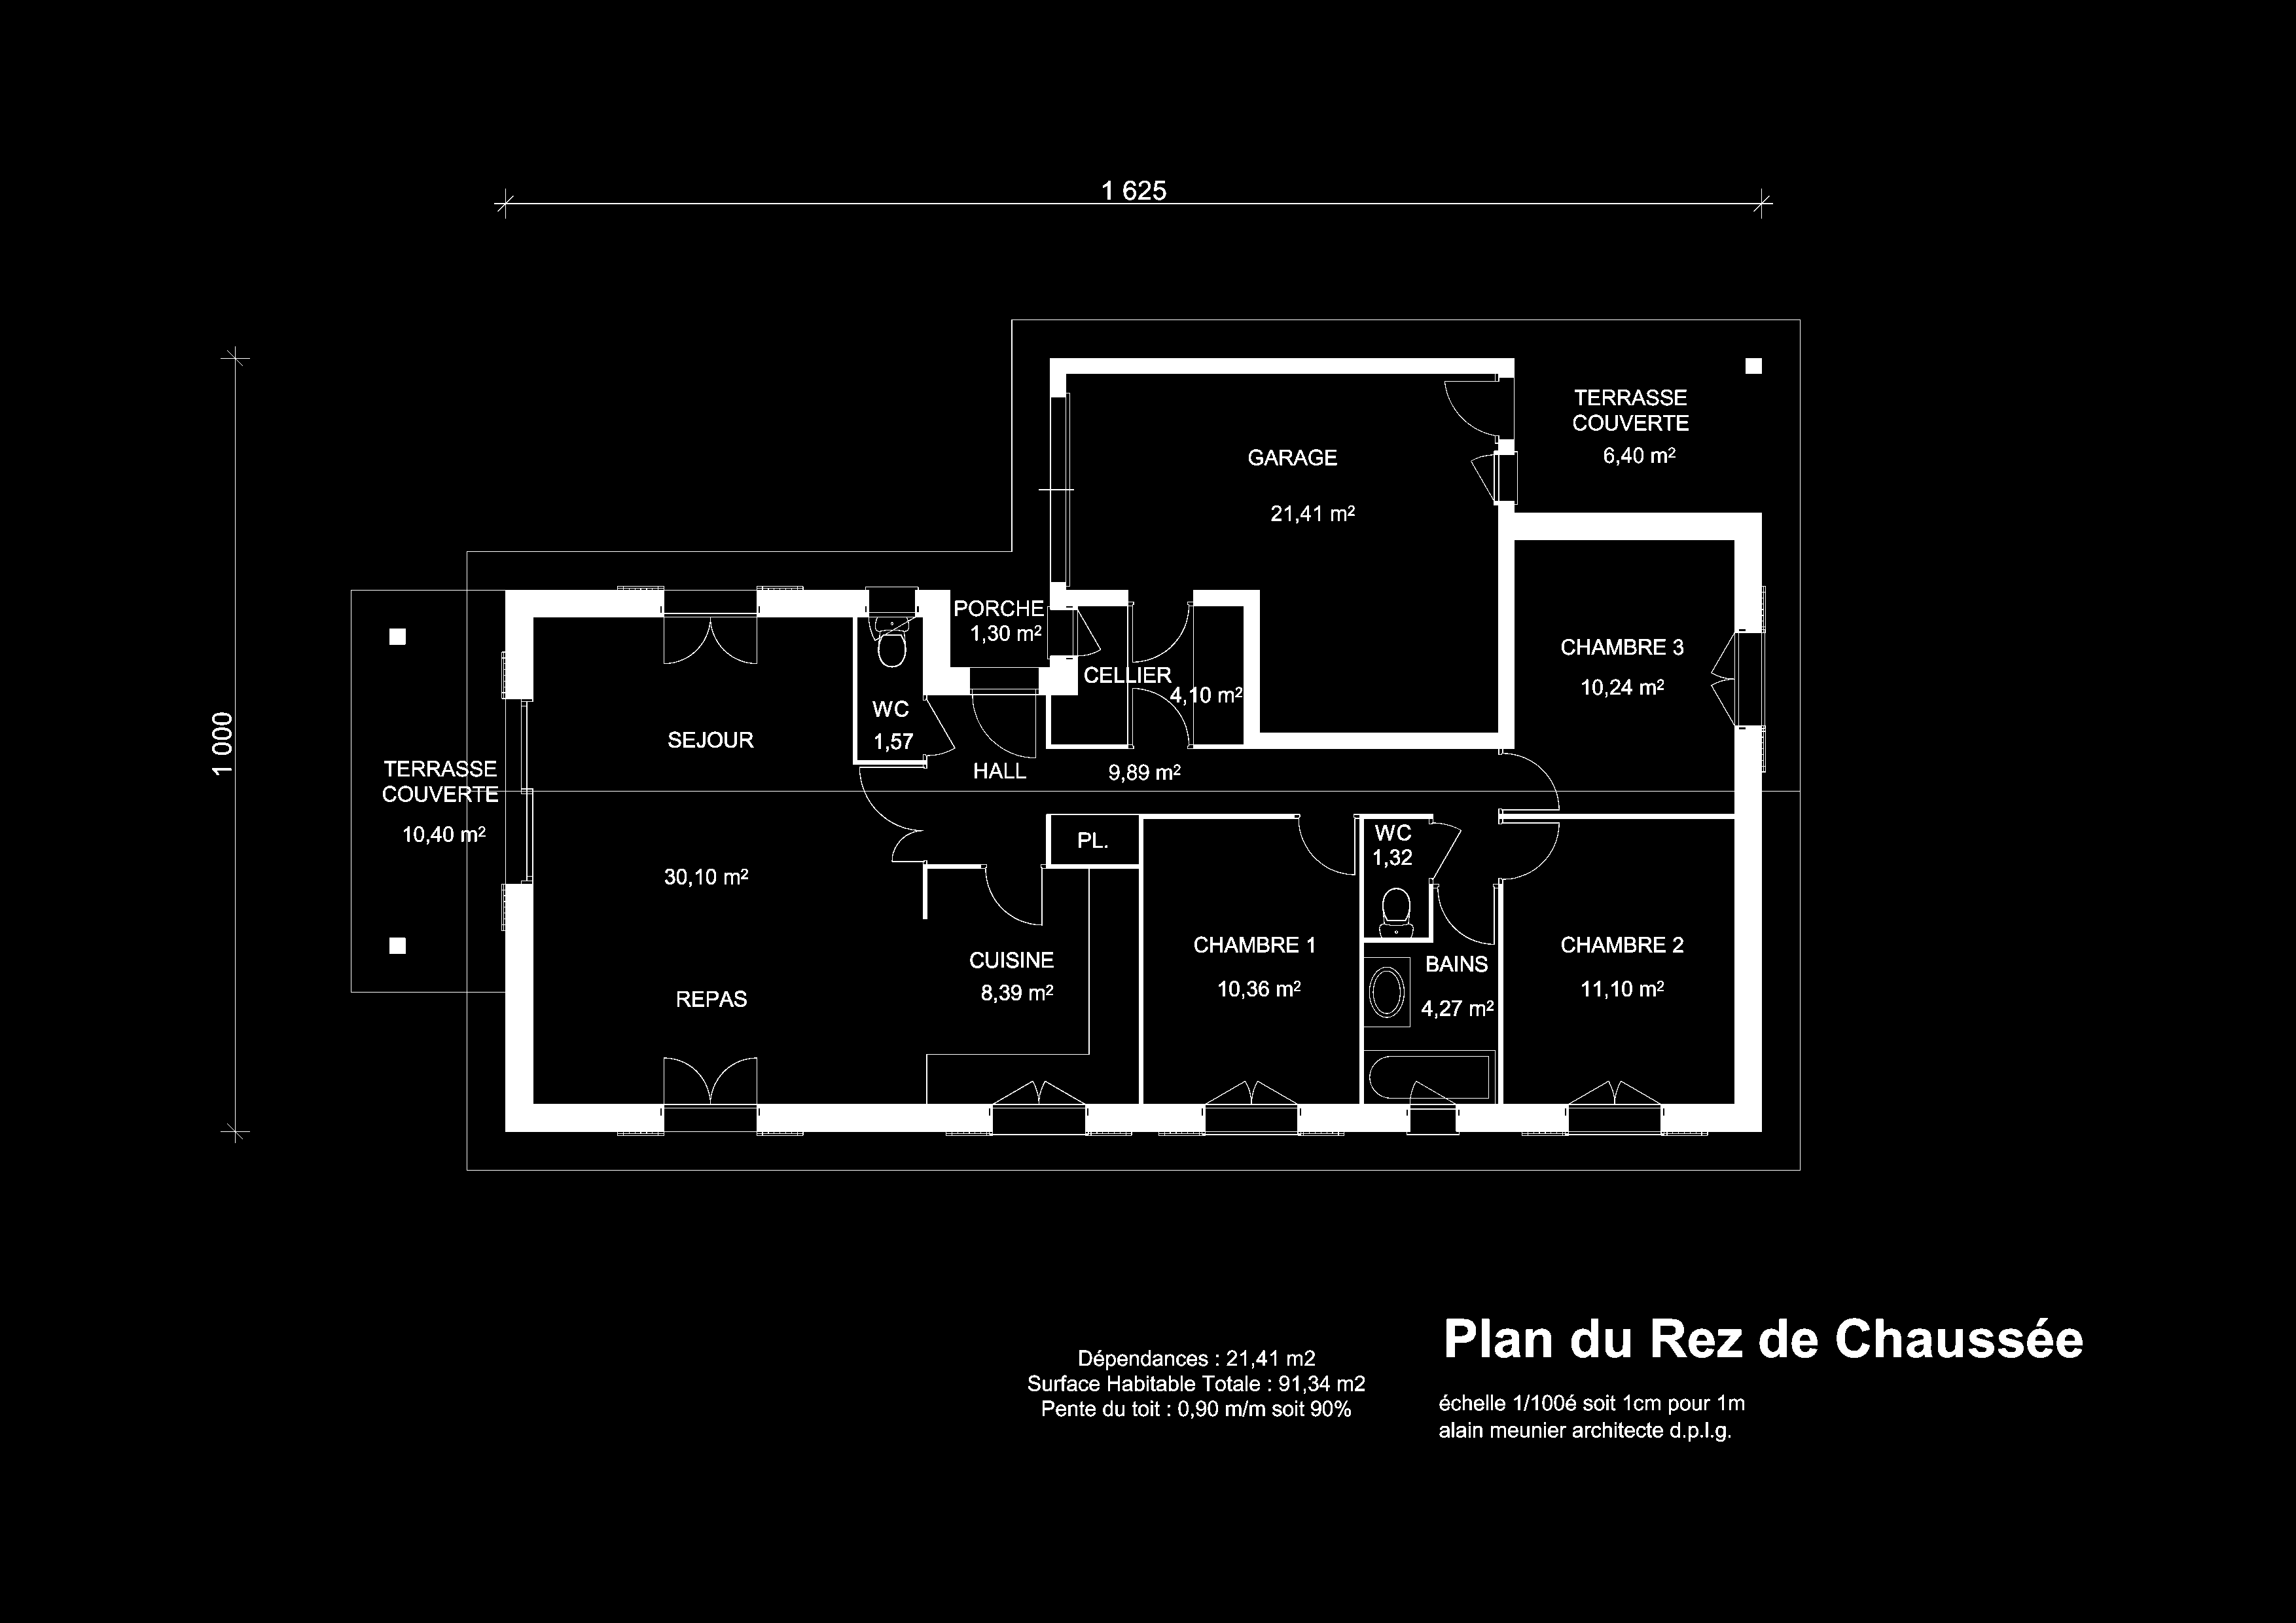 1 625
1 000
TERRASSE
COUVERTE
6,40 m²
GARAGE
21,41 m²
PORCHE
1,30 m²
CELLIER
4,10 m²
CHAMBRE 3
10,24 m²
WC
1,57
SEJOUR
HALL
9,89 m²
TERRASSE
COUVERTE
10,40 m²
30,10 m²
PL.
WC
1,32
CUISINE
8,39 m²
CHAMBRE 1
10,36 m²
BAINS
4,27 m²
CHAMBRE 2
11,10 m²
REPAS
Dépendances : 21,41 m2
Surface Habitable Totale : 91,34 m2
Pente du toit : 0,90 m/m soit 90%
Plan du Rez de Chaussée
échelle 1/100é soit 1cm pour 1m
alain meunier architecte d.p.l.g.